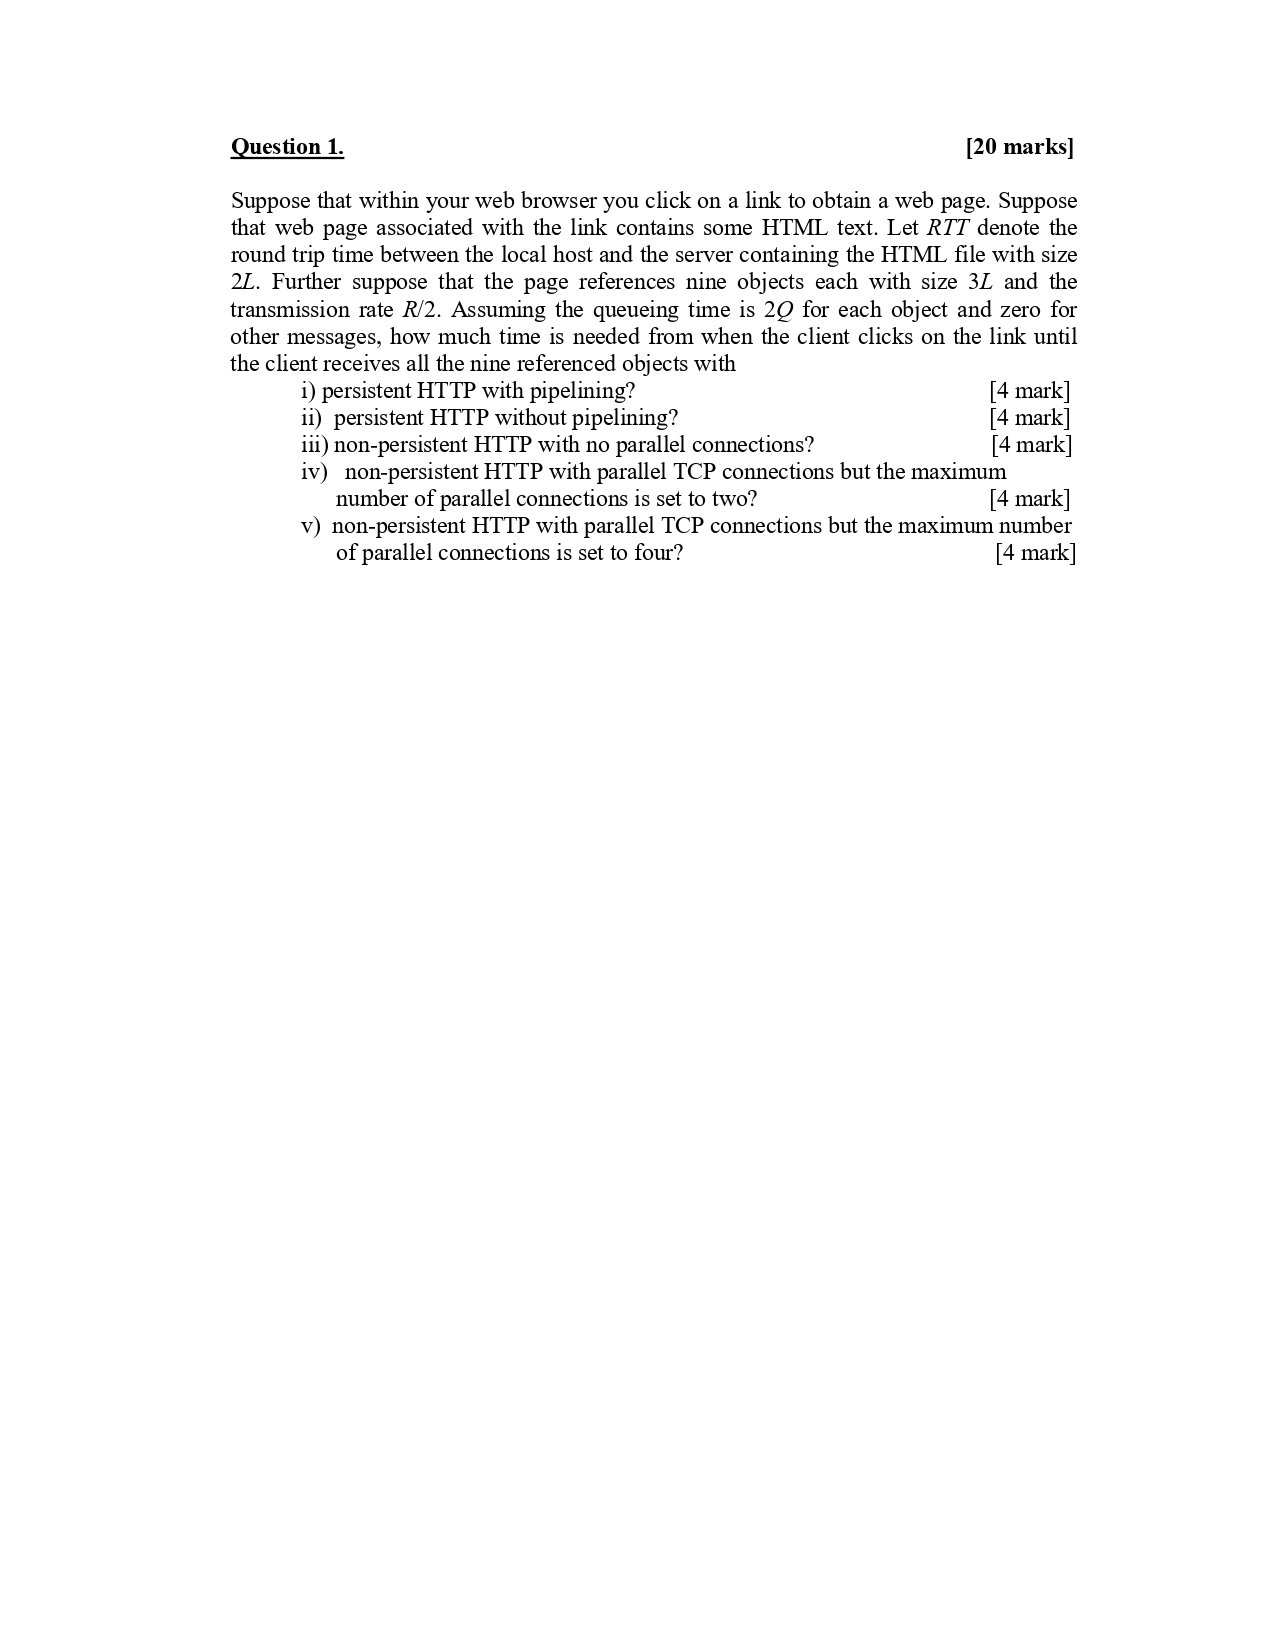 Question 1. [20 marks]
Suppose that within your web browser you click on a link to obtain a web page. Suppose
that web page associated with the link contains some HTML text. Let RTT denote the
round trip time between the local host and the server containing the HTML file with size
2L. Further suppose that the page references nine objects each with size 3L and the
transmission rate R/2. Assuming the queueing time is 2Q for each object and zero for
other messages, how much time is needed from when the client clicks on the link until
the client receives all the nine referenced objects with
i) persistent HTTP with pipelining? [4 mark]
ii) persistent HTTP without pipelining? [4 mark]
iii) non-persistent HTTP with no parallel connections? [4 mark]
iv) non-persistent HTTP with parallel TCP connections but the maximum
number of parallel connections is set to two? [4 mark]
v) non-persistent HTTP with parallel TCP connections but the maximum number
of parallel connections is set to four? [4 mark]